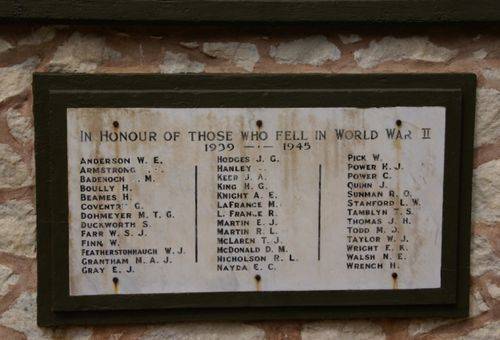 IN HONOUR OF THOSE WHO FELL IN WORLD WAR II
1939 — 1945
ANDERSON W. E.
ARMSTRONG
BADENOCH . M.
BOULLY H.
BEAMES H.
COVENTRY G.
DOHMEYER M. T. G.
DUCKWORTH S.
FARR W. S. J.
FINN W.
FEATHERSTONHAUGH W. J.
GRANTHAM M. A. J.
GRAY E. J.
HODGES J. G.
HANLEY
KEER J. A.
KING H. G.
KNIGHT A. E.
LAFRANCE M.
L. FRANCE R.
MARTIN E. J.
MARTIN R. L.
MCLAREN T. J.
MCDONALD D. M.
NICHOLSON R. L.
NAYDA E. C.
PICK W.
POWER K. J.
POWER C.
QUINN J.
SUNMAN R. O.
STANFORD L. W.
TAMBLYN T. S.
THOMAS J. H.
TODD M. J.
TAYLOR W. J.
WRIGHT E. K.
WALSH N. E.
WRENCH H.